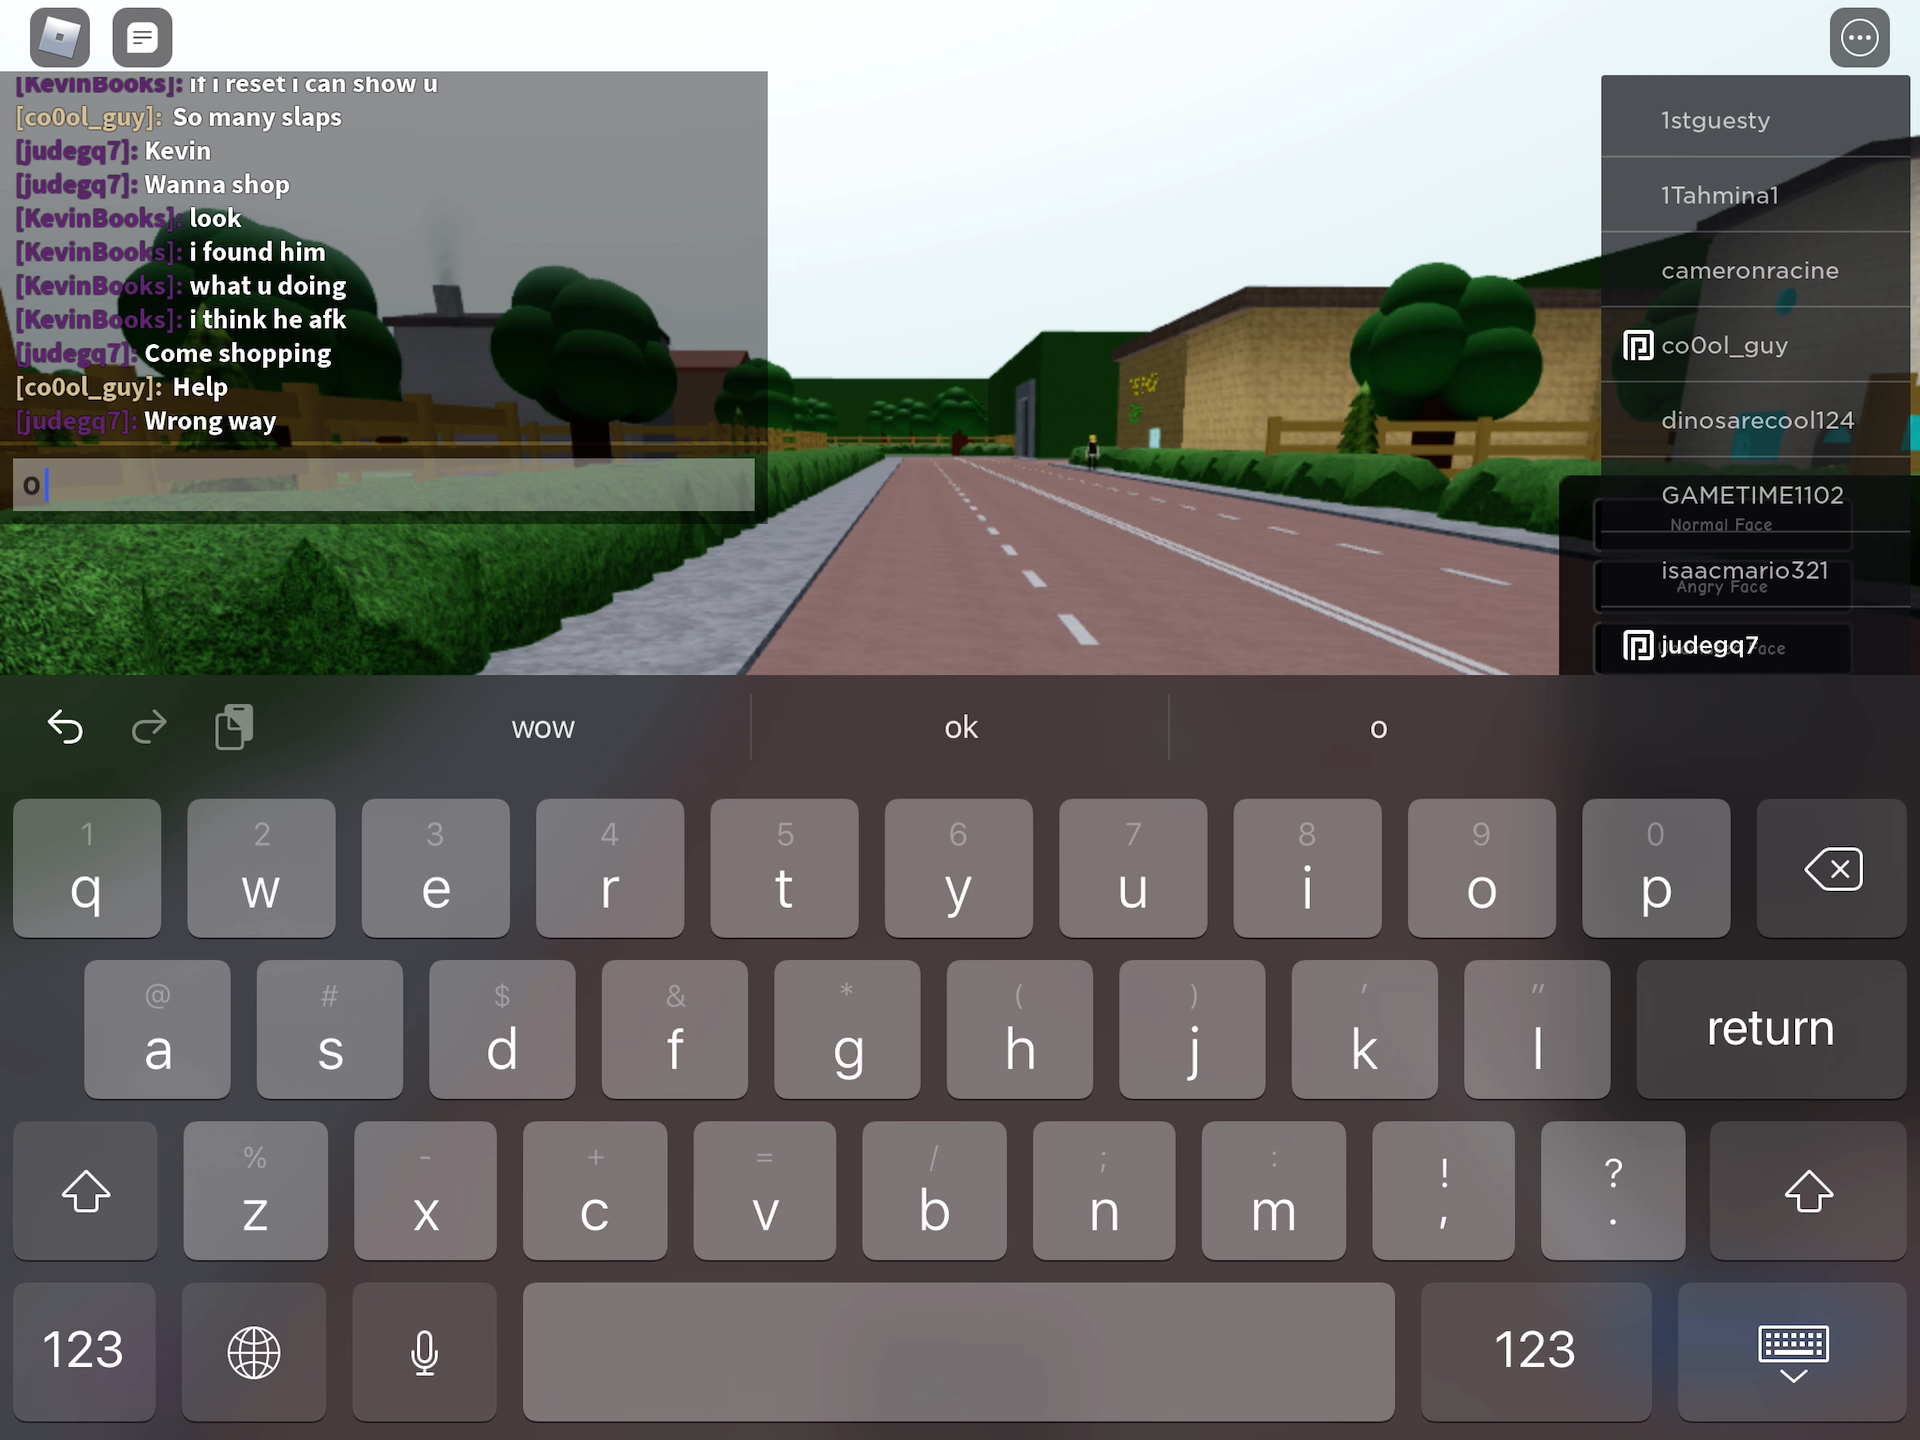 [KevinBooks]: if i reset i can show u
[co0ol_guy]: So many slaps
[judegq7]: Kevin
[judegq7]: Wanna shop
[KevinBooks]: look
[KevinBooks]: i found him
[KevinBooks]: what u doing
[KevinBooks]: i think he afk
[judegq7]: Come shopping
[co0ol_guy]: Help
[judegq7]: Wrong way
o
1stguesty
1Tahmina1
cameronracine
co0ol_guy
dinosarecool124
GAMETIME1102
Normal Face
isaacmario321
Angry Face
judegq7
Face
wow ok o
1 2 3 4 5 6 7 8 9 0
q w e r t y u i o p
@ # $ & * ( ) ' "
a s d f g h j k l return
% - + = / ; : ! ?
z x c v b n m , .
123 123